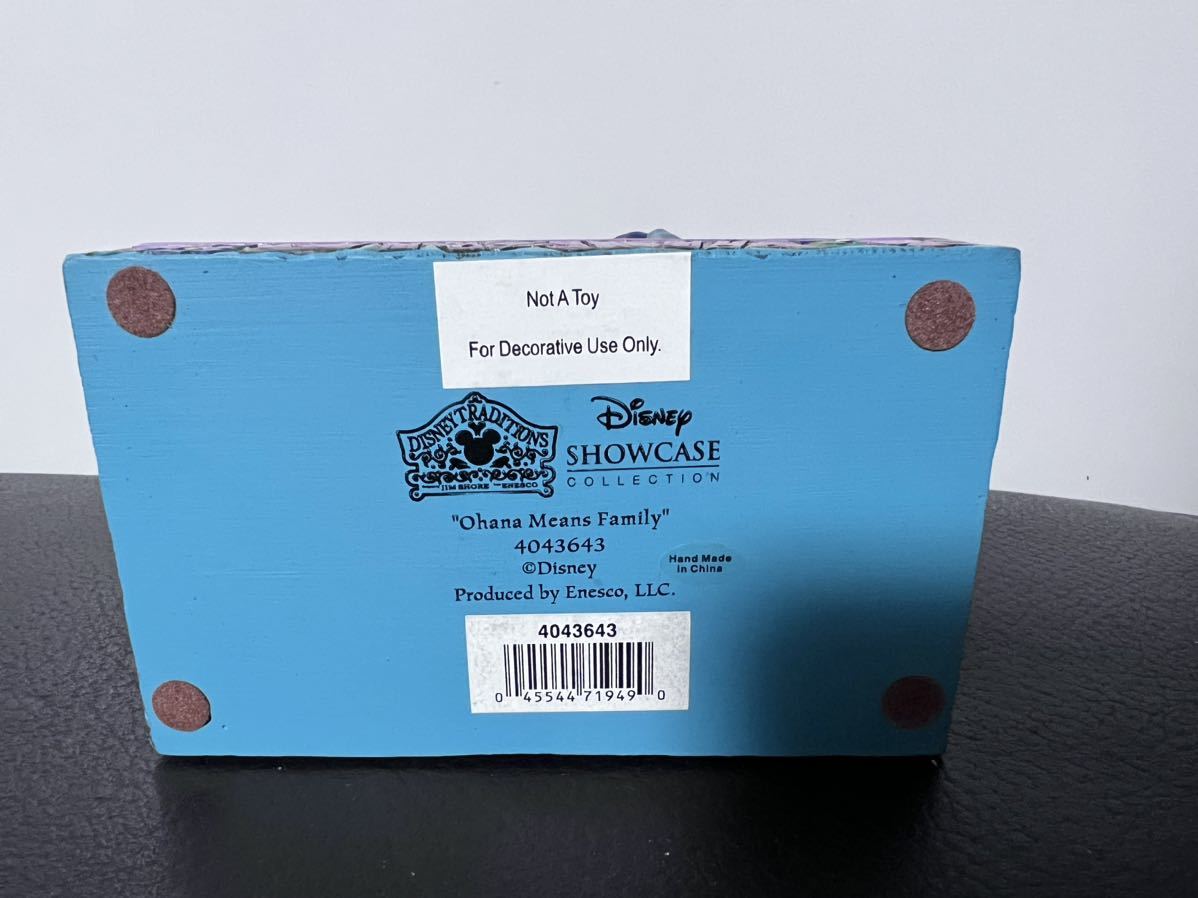 Not A Toy
For Decorative Use Only.
DISNEY TRADITIONS
JIM SHORE ENESCO
Disney
SHOWCASE
COLLECTION
"Ohana Means Family"
4043643
©Disney
Hand Made
in China
Produced by Enesco, LLC.
4043643
0 45544 71949 0